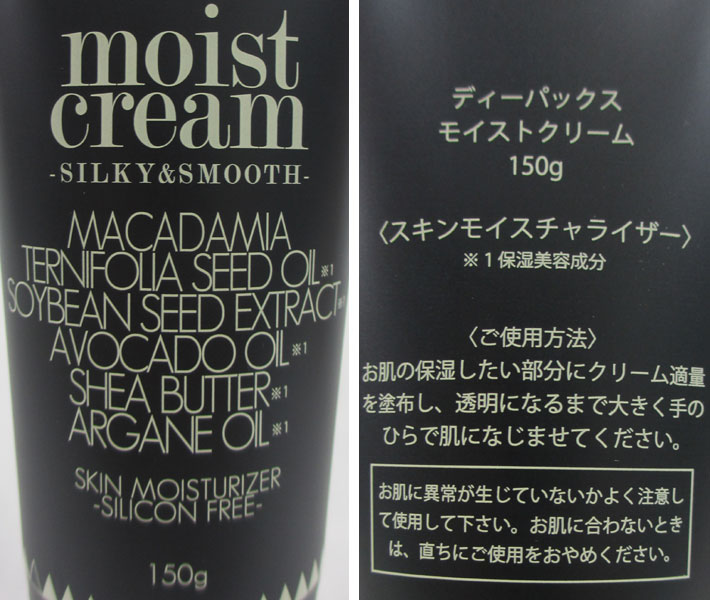 moist
cream
-SILKY&SMOOTH-
MACADAMIA
TERNIFOLIA SEED OIL※1
SOYBEAN SEED EXTRACT※1
AVOCADO OIL※1
SHEA BUTTER※1
ARGANE OIL※1
SKIN MOISTURIZER
-SILICON FREE-
150g
ディーパックス
モイストクリーム
150g
〈スキンモイスチャライザー〉
※1保湿美容成分
〈ご使用方法〉
お肌の保湿したい部分にクリーム適量
を塗布し、透明になるまで大きく手の
ひらで肌になじませてください。
お肌に異常が生じていないかよく注意し
て使用して下さい。お肌に合わないとき
は、直ちにご使用をおやめください。